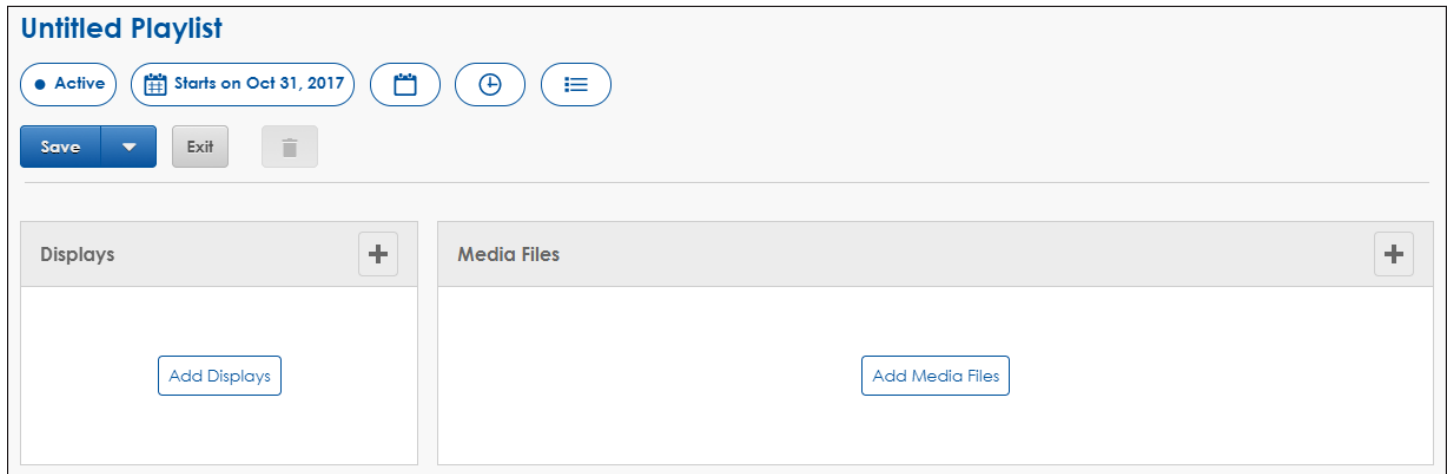 Untitled Playlist
Active
Starts on Oct 31, 2017
Save
Exit
Displays
Media Files
Add Displays
Add Media Files